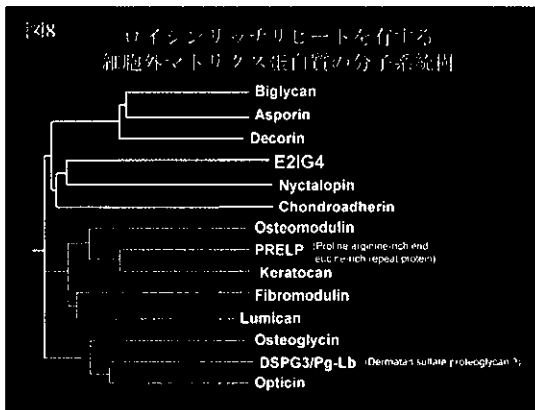 図8
ロイシンリッチリピートを有する
細胞外マトリクス蛋白質の分子系統樹
Biglycan
Asporin
Decorin
E2IG4
Nyctalopin
Chondroadherin
Osteomodulin
PRELP (Proline arginine-rich end
leucine-rich repeat protein)
Keratocan
Fibromodulin
Lumican
Osteoglycin
DSPG3/Pg-Lb (Dermatan sulfate proteoglycan 3)
Opticin